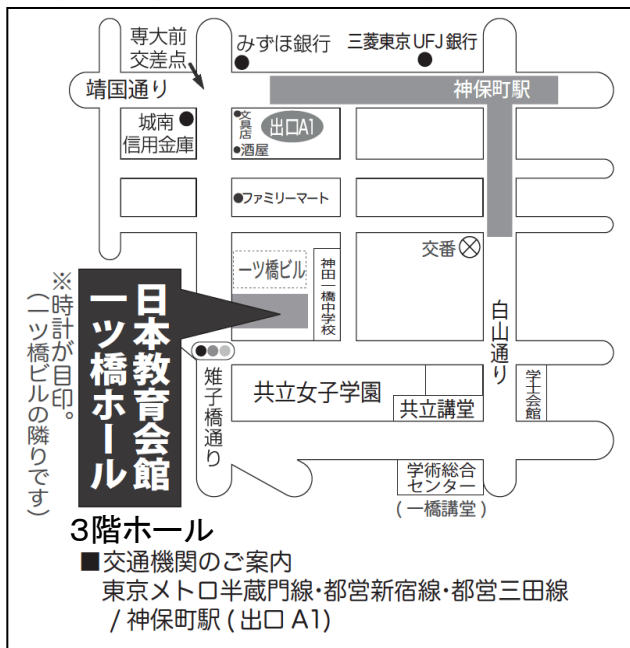 専大前
交差点
みずほ銀行
三菱東京UFJ銀行
靖国通り
神保町駅
城南
信用金庫
文具店
出口A1
酒屋
ファミリーマート
交番
一ツ橋ビル
神田一橋中学校
白山通り
日本教育会館
一ツ橋ホール
※時計が目印。
(一ツ橋ビルの隣りです)
雉子橋通り
共立女子学園
共立講堂
学士会館
学術総合
センター
(一橋講堂)
3階ホール
■交通機関のご案内
東京メトロ半蔵門線・都営新宿線・都営三田線
/ 神保町駅 ( 出口 A1)